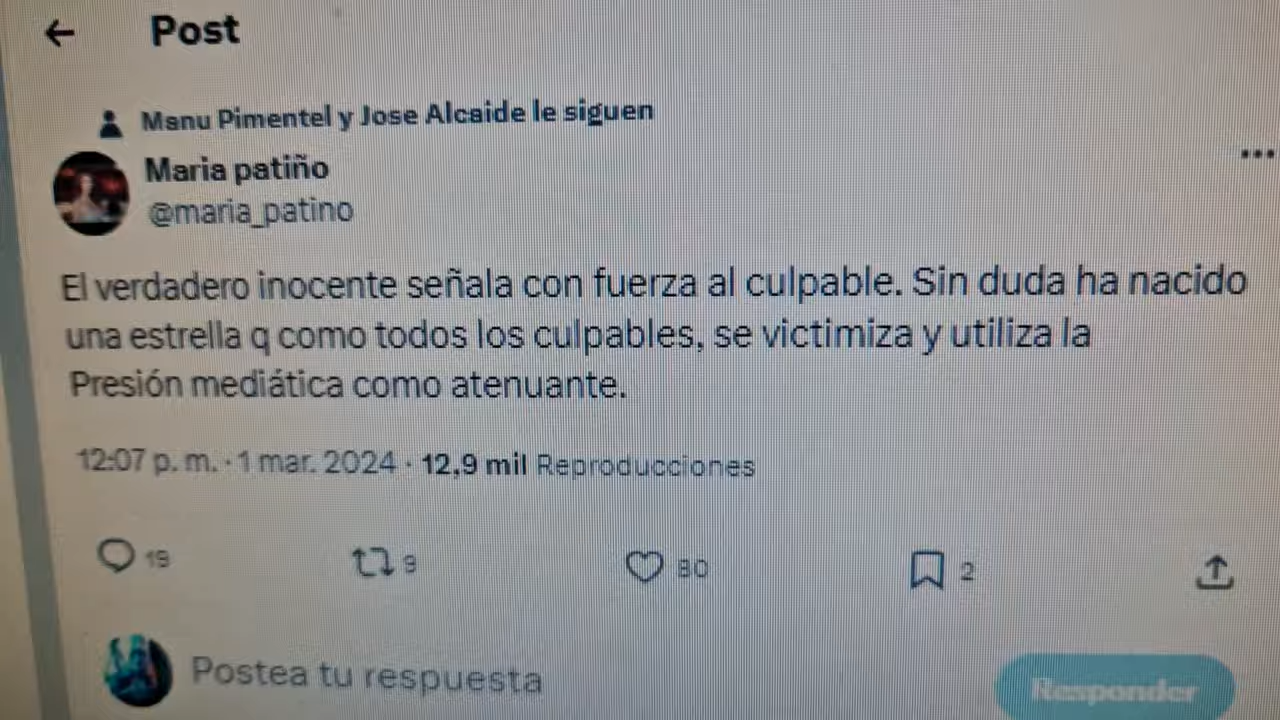 Post
Manu Pimentel y Jose Alcaide le siguen
Maria patiño
@maria_patino
El verdadero inocente señala con fuerza al culpable. Sin duda ha nacido
una estrella q como todos los culpables, se victimiza y utiliza la
Presión mediática como atenuante.
12:07 p. m. · 1 mar. 2024 · 12,9 mil Reproducciones
19 9 80 2
Postea tu respuesta
Responder